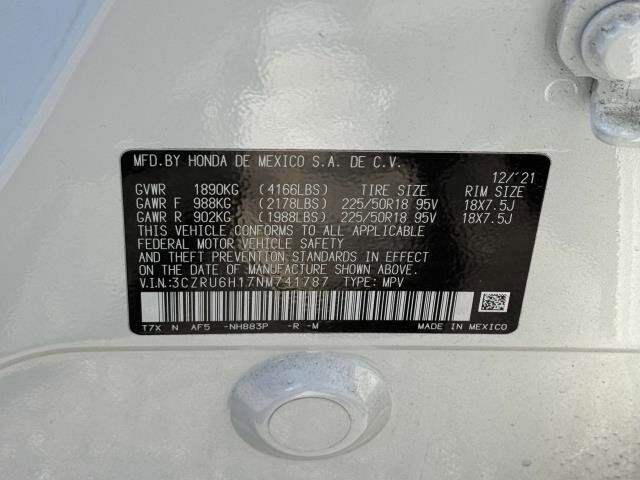 MFD.BY HONDA DE MEXICO S.A. DE C.V.
12/'21
GVWR 1890KG (4166LBS) TIRE SIZE RIM SIZE
GAWR F 988KG (2178LBS) 225/50R18 95V 18X7.5J
GAWR R 902KG (1988LBS) 225/50R18 95V 18X7.5J
THIS VEHICLE CONFORMS TO ALL APPLICABLE
FEDERAL MOTOR VEHICLE SAFETY
AND THEFT PREVENTION STANDARDS IN EFFECT
ON THE DATE OF MANUFACTURE SHOWN ABOVE.
V.I.N.:3CZRU6H17NM741787 TYPE: MPV
T7X N AF5 -NH883P -R -M MADE IN MEXICO